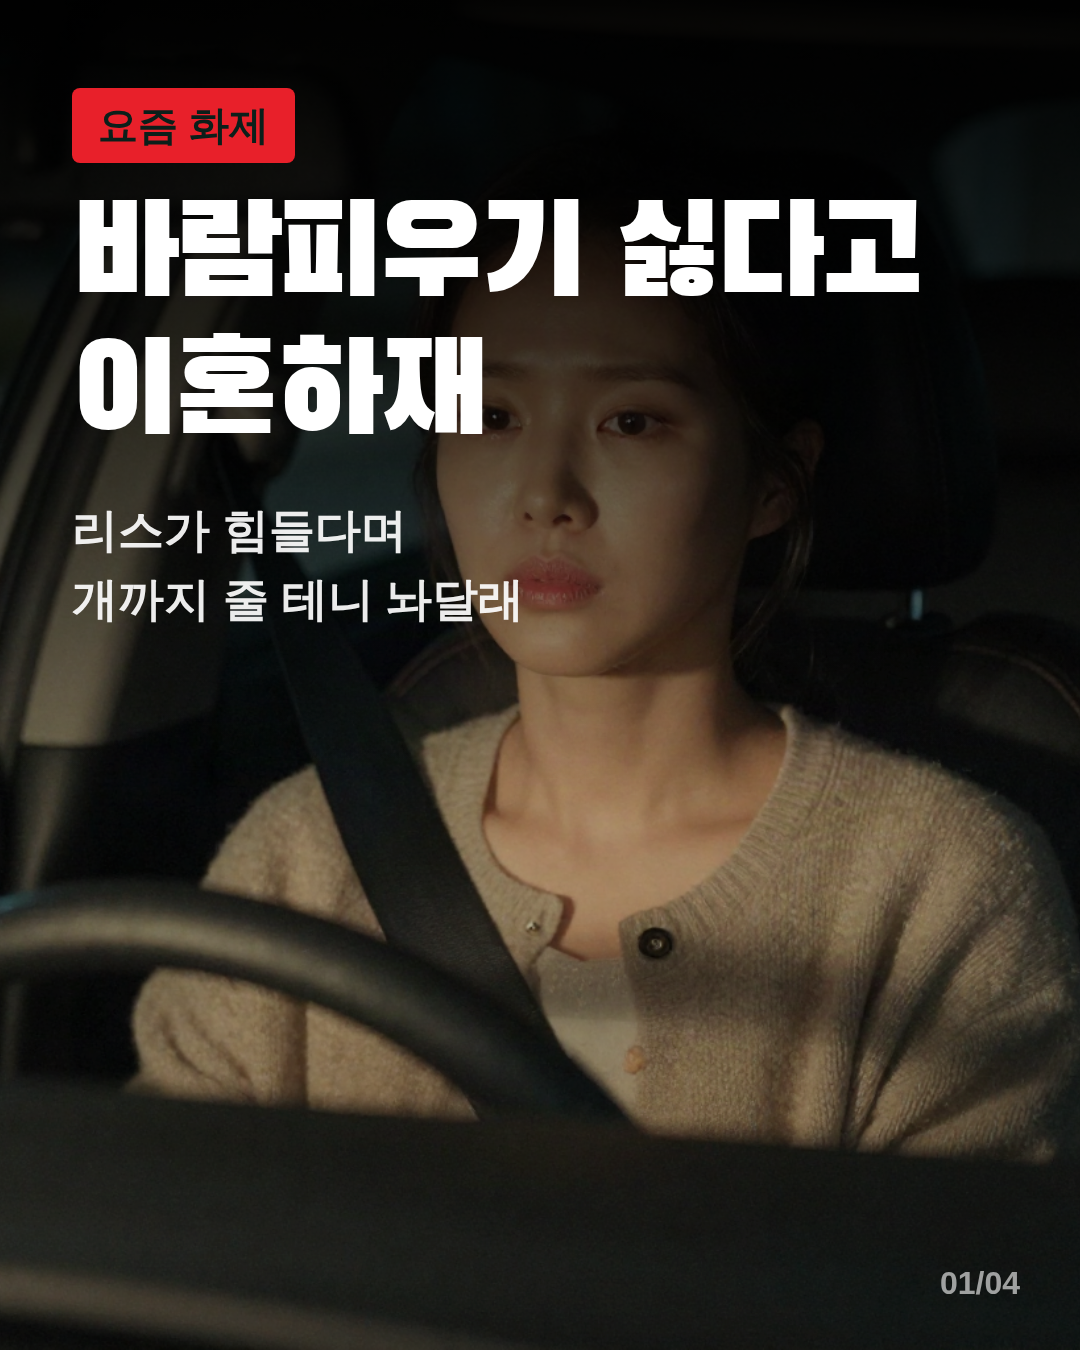 요즘 화제
바람피우기 싫다고
이혼하재
리스가 힘들다며
개까지 줄 테니 놔달래
01/04